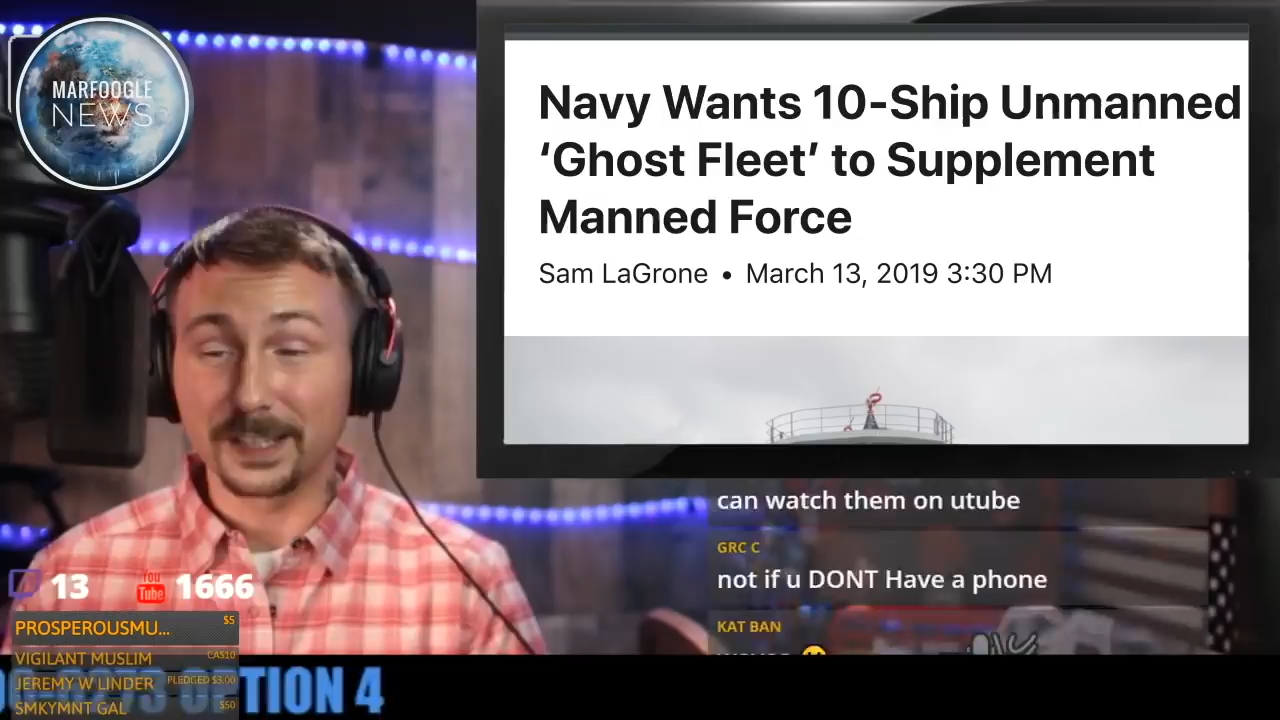 MARFOOGLE
NEWS
Navy Wants 10-Ship Unmanned
‘Ghost Fleet’ to Supplement
Manned Force
Sam LaGrone • March 13, 2019 3:30 PM
can watch them on utube
GRC C
not if u DONT Have a phone
KAT BAN
13 You Tube 1666
PROSPEROUSMU... $5
VIGILANT MUSLIM CA$10
JEREMY W LINDER PLEDGED $3.00
SMKYMNT GAL $50
TION 4